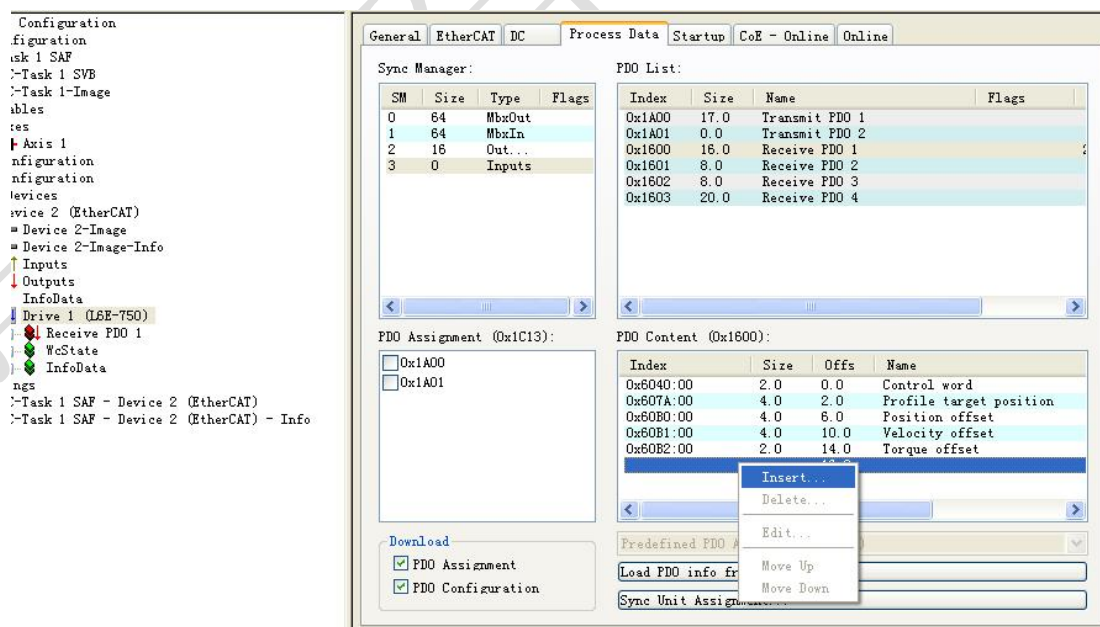 Configuration
figuration
sk 1 SAF
-Task 1 SVB
-Task 1-Image
bles
es
Axis 1
nfiguration
nfiguration
evices
evice 2 (EtherCAT)
Device 2-Image
Device 2-Image-Info
Inputs
Outputs
InfoData
Drive 1 (L6E-750)
Receive PDO 1
WcState
InfoData
ngs
-Task 1 SAF - Device 2 (EtherCAT)
-Task 1 SAF - Device 2 (EtherCAT) - Info
General EtherCAT DC Process Data Startup CoE - Online Online
Sync Manager:
SM Size Type Flags
0 64 MbxOut
1 64 MbxIn
2 16 Out...
3 0 Inputs
PDO List:
Index Size Name Flags
0x1A00 17.0 Transmit PDO 1
0x1A01 0.0 Transmit PDO 2
0x1600 16.0 Receive PDO 1
0x1601 8.0 Receive PDO 2
0x1602 8.0 Receive PDO 3
0x1603 20.0 Receive PDO 4
PDO Assignment (0x1C13):
0x1A00
0x1A01
PDO Content (0x1600):
Index Size Offs Name
0x6040:00 2.0 0.0 Control word
0x607A:00 4.0 2.0 Profile target position
0x60B0:00 4.0 6.0 Position offset
0x60B1:00 4.0 10.0 Velocity offset
0x60B2:00 2.0 14.0 Torque offset
Insert...
Delete...
Edit...
Move Up
Move Down
Download
PDO Assignment
PDO Configuration
Predefined PDO
Load PDO info
Sync Unit